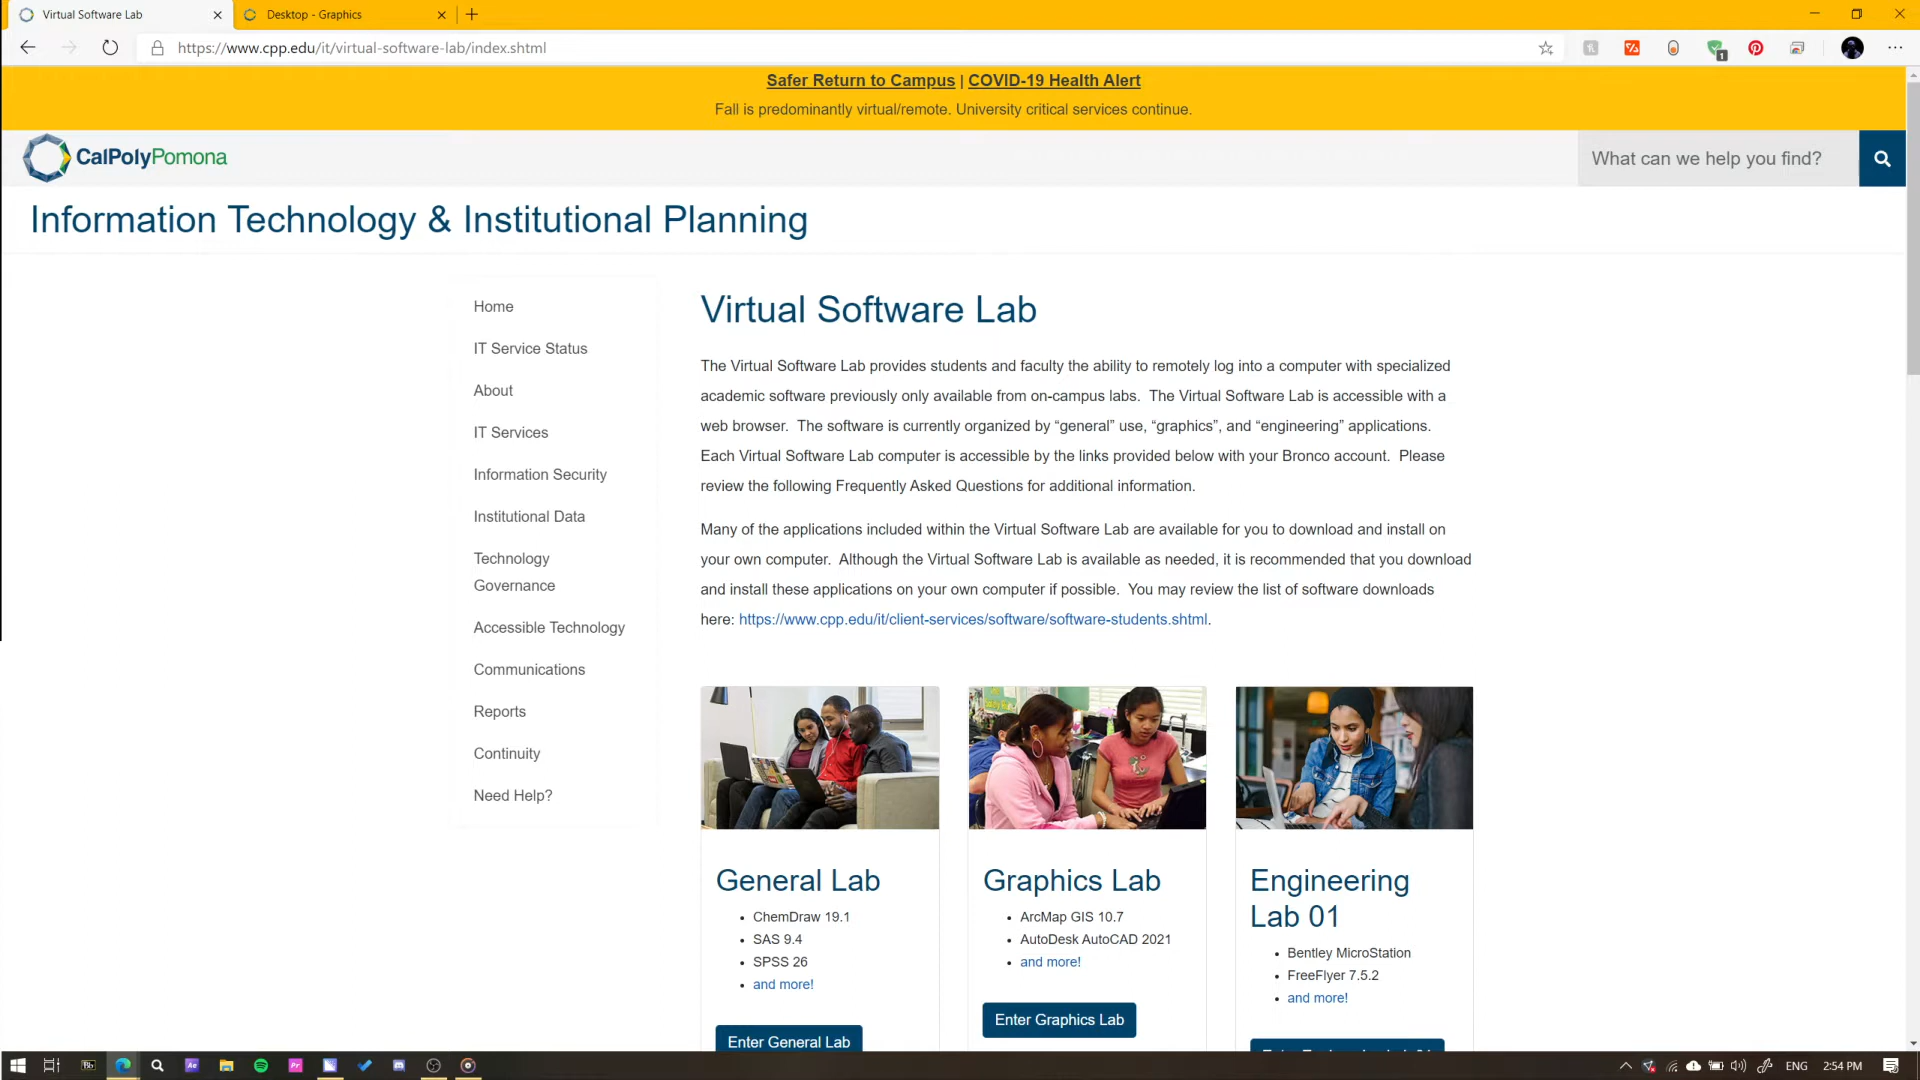 Virtual Software Lab
Desktop - Graphics
https://www.cpp.edu/it/virtual-software-lab/index.shtml
1
Safer Return to Campus | COVID-19 Health Alert
Fall is predominantly virtual/remote. University critical services continue.
CalPolyPomona
What can we help you find?
Information Technology & Institutional Planning
Home
IT Service Status
About
IT Services
Information Security
Institutional Data
Technology
Governance
Accessible Technology
Communications
Reports
Continuity
Need Help?
Virtual Software Lab
The Virtual Software Lab provides students and faculty the ability to remotely log into a computer with specialized
academic software previously only available from on-campus labs. The Virtual Software Lab is accessible with a
web browser. The software is currently organized by “general” use, “graphics”, and “engineering” applications.
Each Virtual Software Lab computer is accessible by the links provided below with your Bronco account. Please
review the following Frequently Asked Questions for additional information.
Many of the applications included within the Virtual Software Lab are available for you to download and install on
your own computer. Although the Virtual Software Lab is available as needed, it is recommended that you download
and install these applications on your own computer if possible. You may review the list of software downloads
here: https://www.cpp.edu/it/client-services/software/software-students.shtml.
General Lab
• ChemDraw 19.1
• SAS 9.4
• SPSS 26
• and more!
Enter General Lab
Graphics Lab
• ArcMap GIS 10.7
• AutoDesk AutoCAD 2021
• and more!
Enter Graphics Lab
Engineering
Lab 01
• Bentley MicroStation
• FreeFlyer 7.5.2
• and more!
Bb
Ae
Pr
ENG
2:54 PM